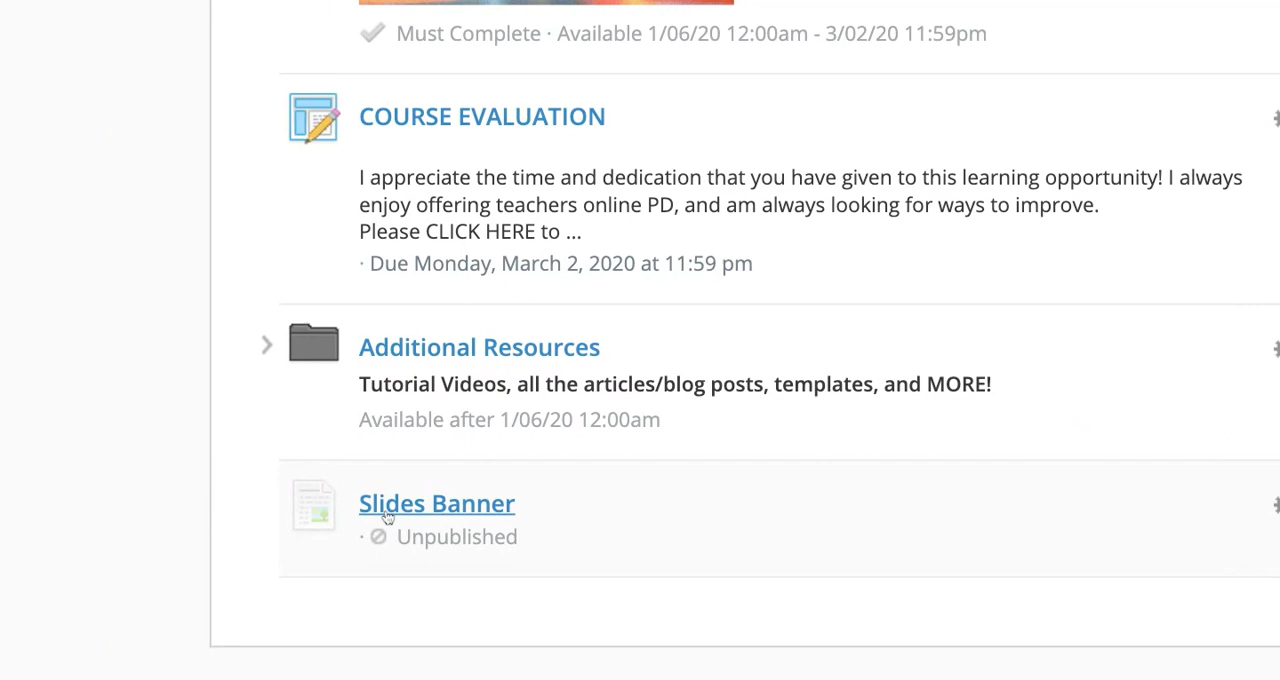 Must Complete · Available 1/06/20 12:00am - 3/02/20 11:59pm
COURSE EVALUATION
I appreciate the time and dedication that you have given to this learning opportunity! I always
enjoy offering teachers online PD, and am always looking for ways to improve.
Please CLICK HERE to ...
· Due Monday, March 2, 2020 at 11:59 pm
Additional Resources
Tutorial Videos, all the articles/blog posts, templates, and MORE!
Available after 1/06/20 12:00am
Slides Banner
· Unpublished